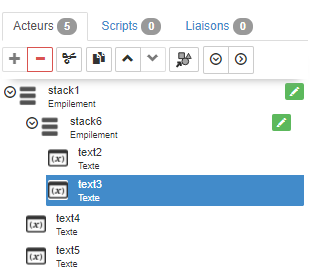 Acteurs 5 Scripts 0 Liaisons 0
stack1
Empilement
stack6
Empilement
(x) text2
Texte
(x) text3
Texte
(x) text4
Texte
(x) text5
Texte